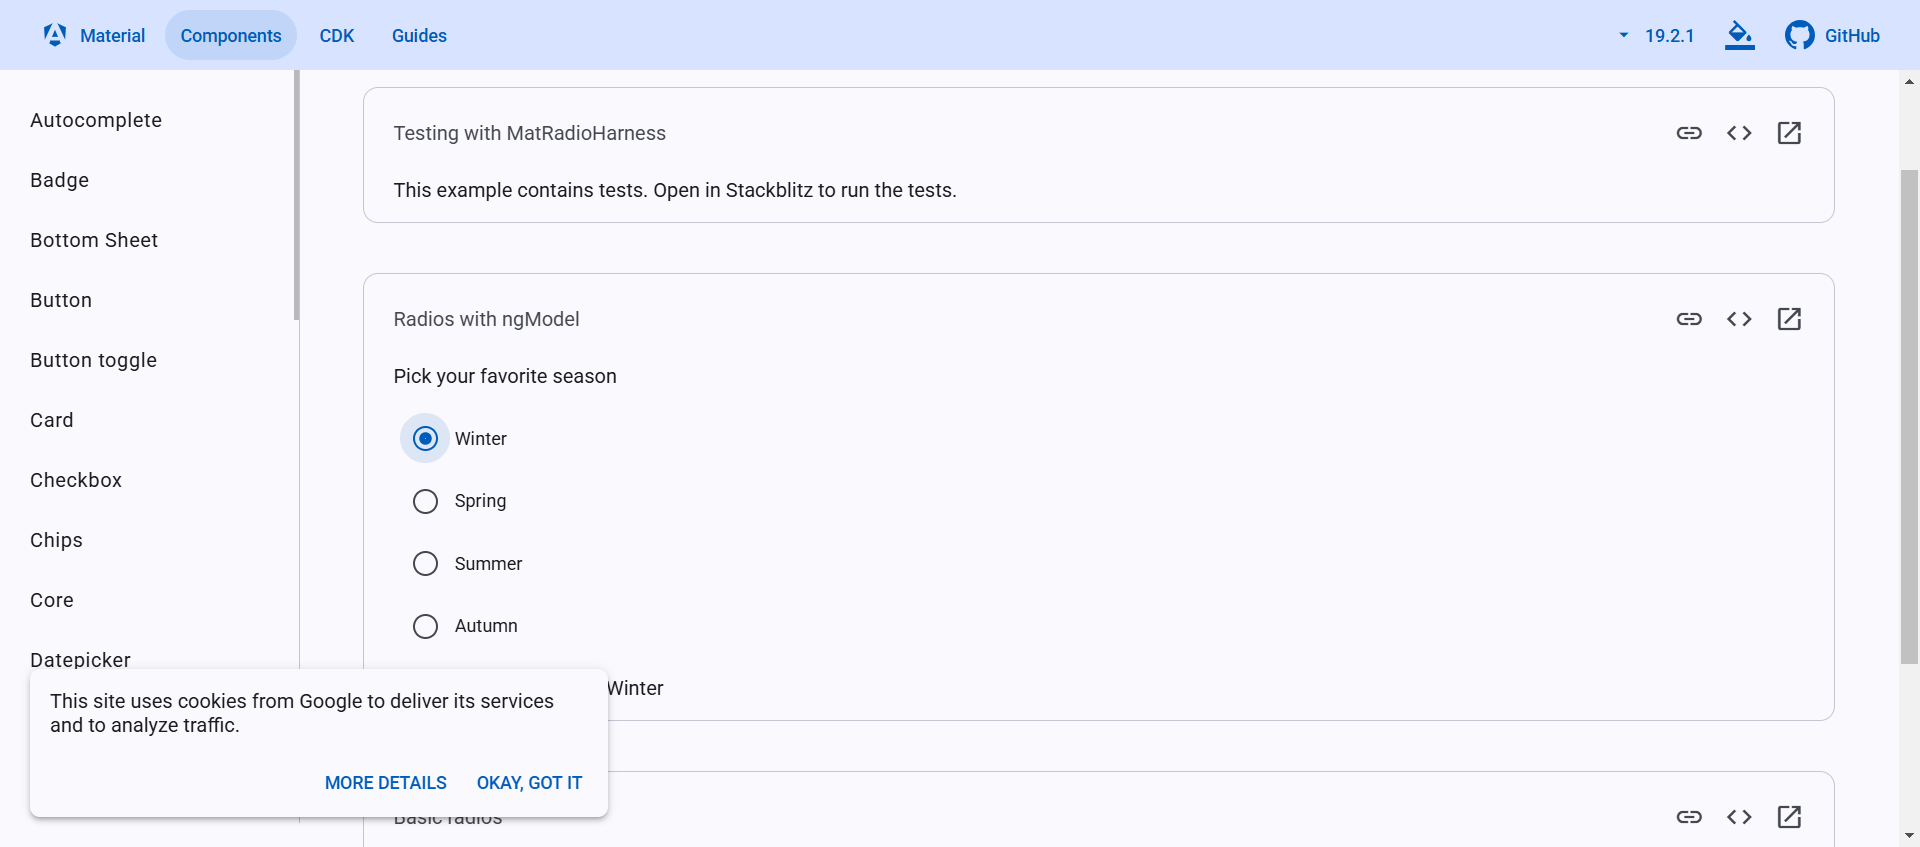 Material
Components
CDK
Guides
19.2.1
GitHub
Autocomplete
Badge
Bottom Sheet
Button
Button toggle
Card
Checkbox
Chips
Core
Datepicker
Testing with MatRadioHarness
This example contains tests. Open in Stackblitz to run the tests.
Radios with ngModel
Pick your favorite season
Winter
Spring
Summer
Autumn
Winter
Basic radios
This site uses cookies from Google to deliver its services
and to analyze traffic.
MORE DETAILS
OKAY, GOT IT